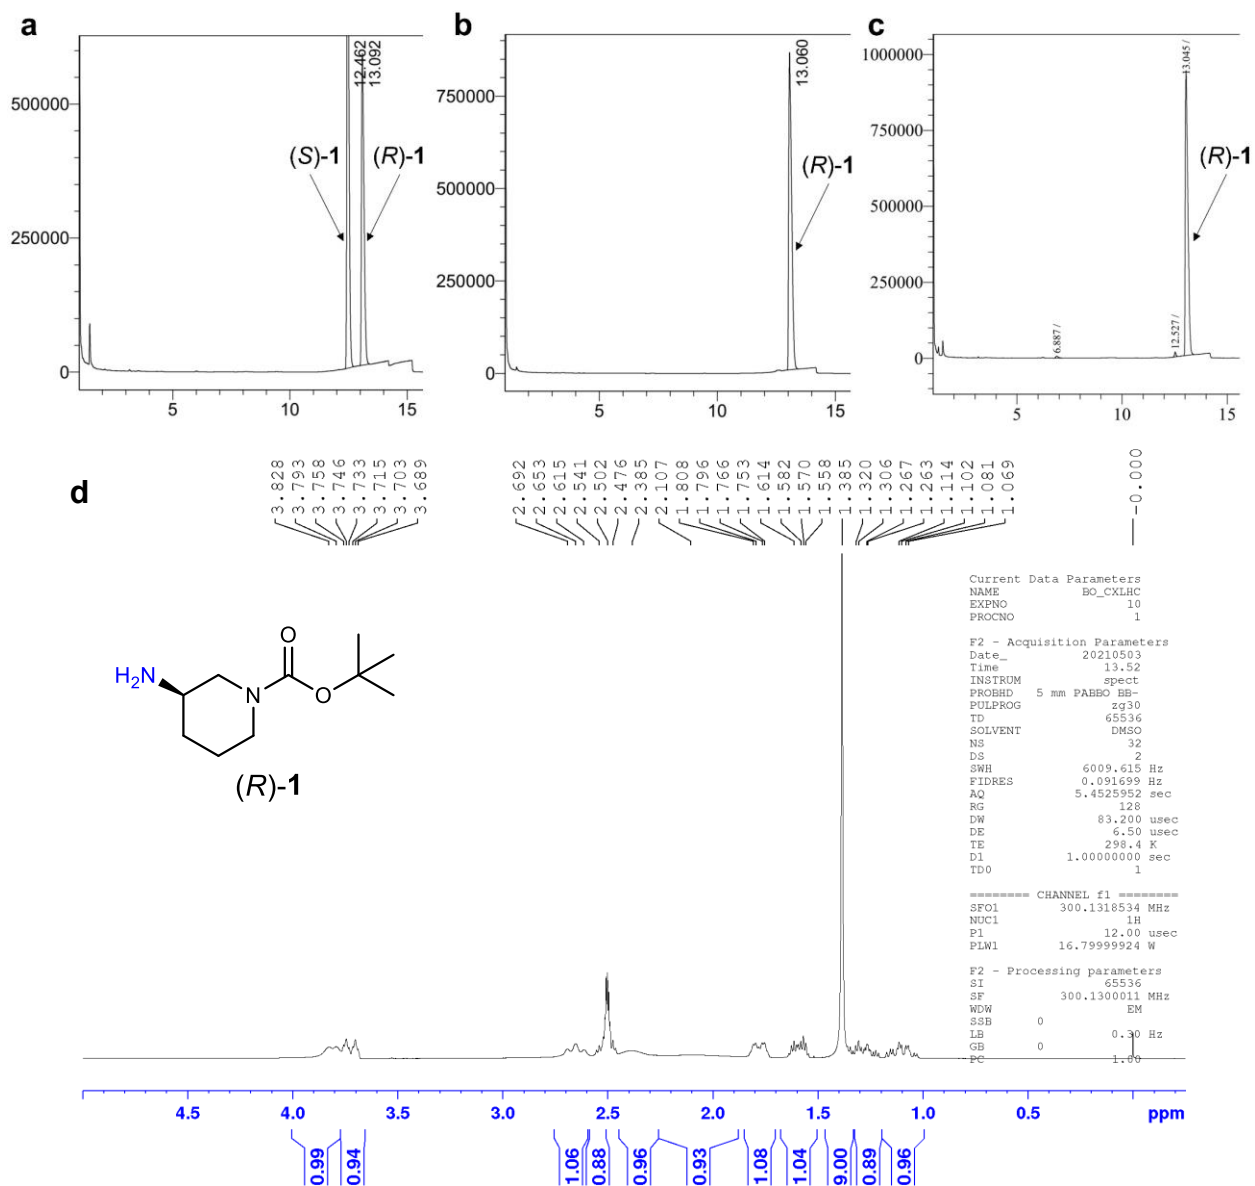 a
12.462
13.092
500000
250000
0
(S)-1
(R)-1
5
10
15
b
13.060
750000
500000
250000
0
(R)-1
5
10
15
c
13.045 /
1000000
750000
500000
250000
0
(R)-1
6.887 /
12.527 /
5
10
15
d
3.828
3.793
3.758
3.746
3.733
3.715
3.703
3.689
2.692
2.653
2.615
2.541
2.502
2.476
2.385
2.107
1.808
1.796
1.766
1.753
1.614
1.582
1.570
1.558
1.385
1.320
1.306
1.267
1.263
1.114
1.102
1.081
1.069
-0.000
H2N
N
O
O
(R)-1
Current Data Parameters
NAME BO_CXLHC
EXPNO 10
PROCNO 1
F2 - Acquisition Parameters
Date_ 20210503
Time 13.52
INSTRUM spect
PROBHD 5 mm PABBO BB-
PULPROG zg30
TD 65536
SOLVENT DMSO
NS 32
DS 2
SWH 6009.615 Hz
FIDRES 0.091699 Hz
AQ 5.4525952 sec
RG 128
DW 83.200 usec
DE 6.50 usec
TE 298.4 K
D1 1.00000000 sec
TD0 1
======== CHANNEL f1 ========
SFO1 300.1318534 MHz
NUC1 1H
P1 12.00 usec
PLW1 16.79999924 W
F2 - Processing parameters
SI 65536
SF 300.1300011 MHz
WDW EM
SSB 0
LB 0.30 Hz
GB 0
PC 1.00
4.5 4.0 3.5 3.0 2.5 2.0 1.5 1.0 0.5 ppm
0.99
0.94
1.06
0.88
0.96
0.93
1.08
1.04
9.00
0.89
0.96